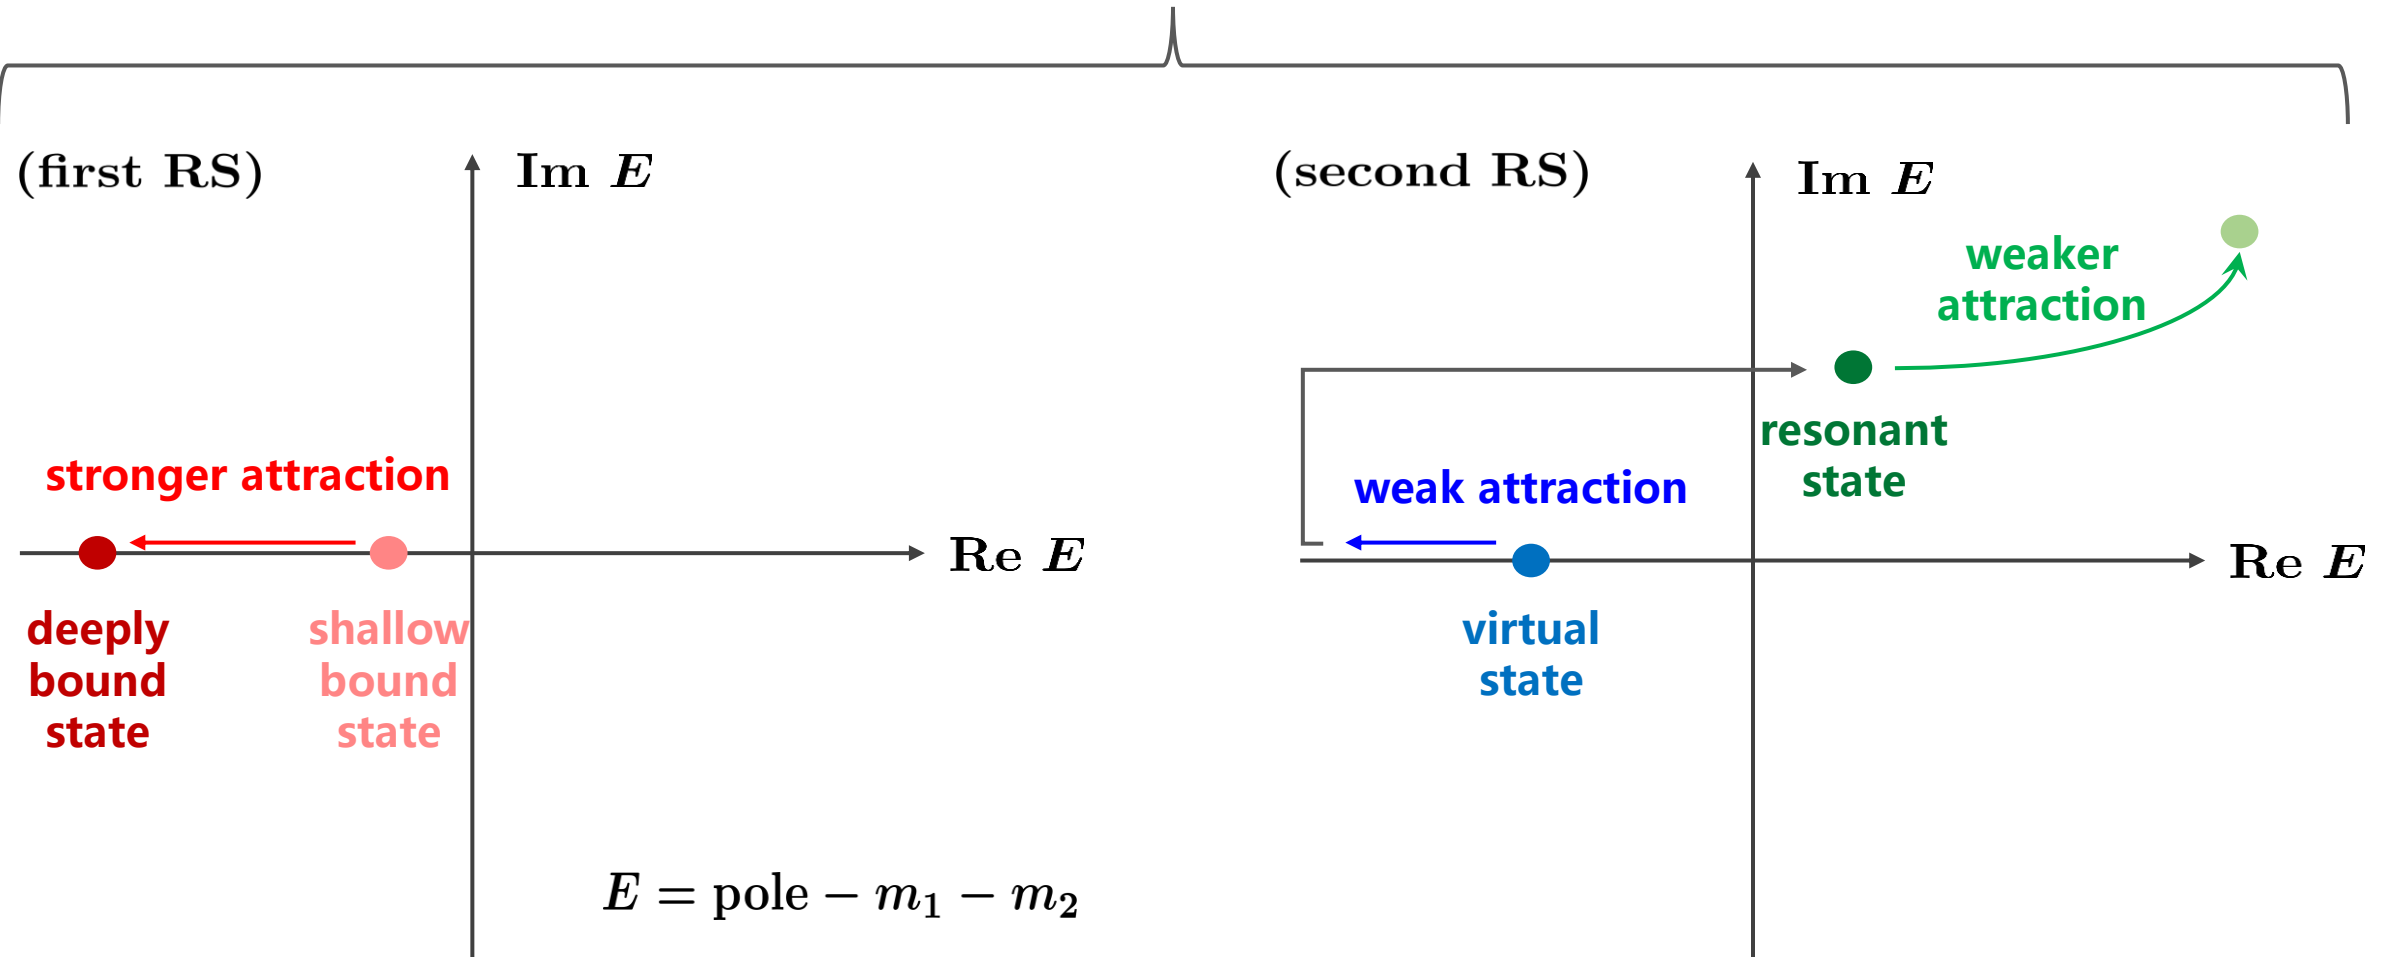 (first RS)
Im E
stronger attraction
Re E
deeply
bound
state
shallow
bound
state
E = pole − m₁ − m₂
(second RS)
Im E
weaker
attraction
resonant
state
weak attraction
Re E
virtual
state